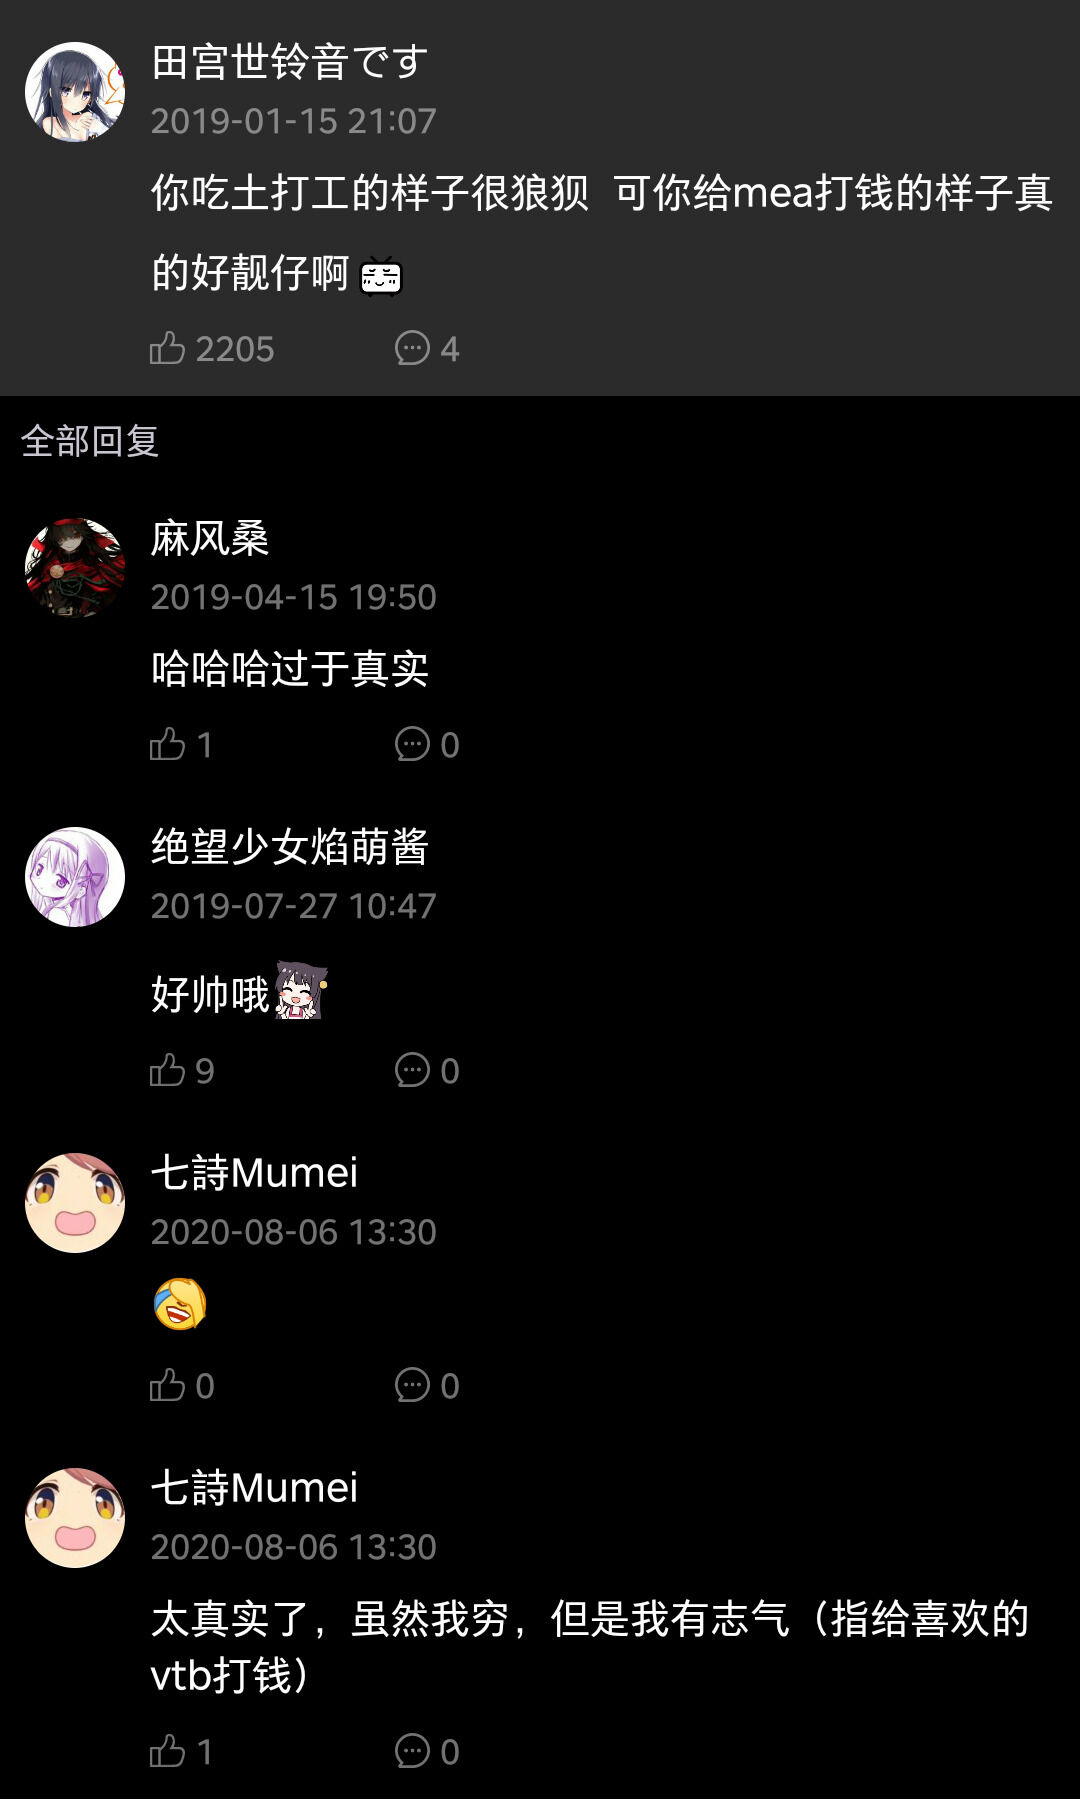 田宫世铃音です
2019-01-15 21:07
你吃土打工的样子很狼狈 可你给mea打钱的样子真
的好靓仔啊
2205 4
全部回复
麻风桑
2019-04-15 19:50
哈哈哈过于真实
1 0
绝望少女焰萌酱
2019-07-27 10:47
好帅哦
9 0
七詩Mumei
2020-08-06 13:30
0 0
七詩Mumei
2020-08-06 13:30
太真实了，虽然我穷，但是我有志气（指给喜欢的
vtb打钱）
1 0